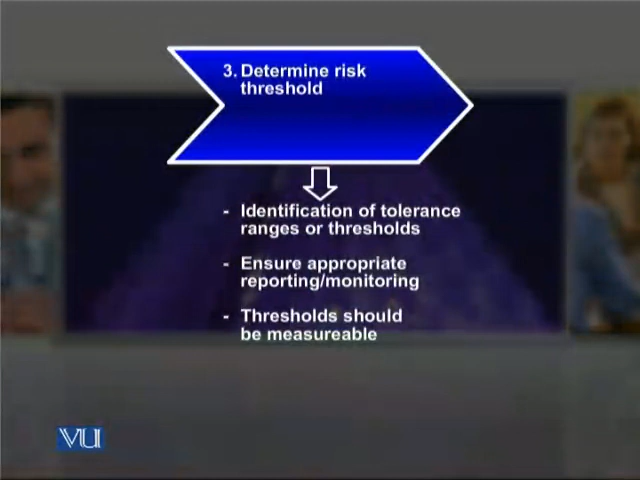 3. Determine risk
threshold
- Identification of tolerance
ranges or thresholds
- Ensure appropriate
reporting/monitoring
- Thresholds should
be measureable
VU